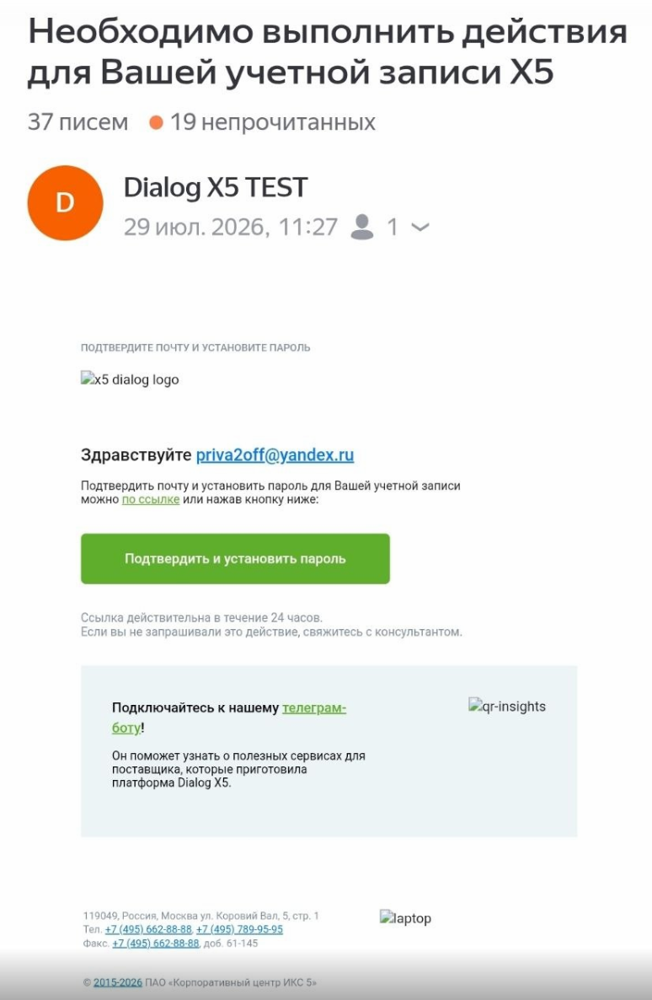 Необходимо выполнить действия
для Вашей учетной записи X5
37 писем 19 непрочитанных
D
Dialog X5 TEST
29 июл. 2026, 11:27 1
ПОДТВЕРДИТЕ ПОЧТУ И УСТАНОВИТЕ ПАРОЛЬ
x5 dialog logo
Здравствуйте priva2off@yandex.ru
Подтвердить почту и установить пароль для Вашей учетной записи
можно по ссылке или нажав кнопку ниже:
Подтвердить и установить пароль
Ссылка действительна в течение 24 часов.
Если вы не запрашивали это действие, свяжитесь с консультантом.
Подключайтесь к нашему телеграм-
боту!
qr-insights
Он поможет узнать о полезных сервисах для
поставщика, которые приготовила
платформа Dialog X5.
119049, Россия, Москва ул. Коровий Вал, 5, стр. 1
Тел. +7 (495) 662-88-88, +7 (495) 789-95-95
Факс. +7 (495) 662-88-88, доб. 61-145
laptop
© 2015-2026 ПАО «Корпоративный центр ИКС 5»